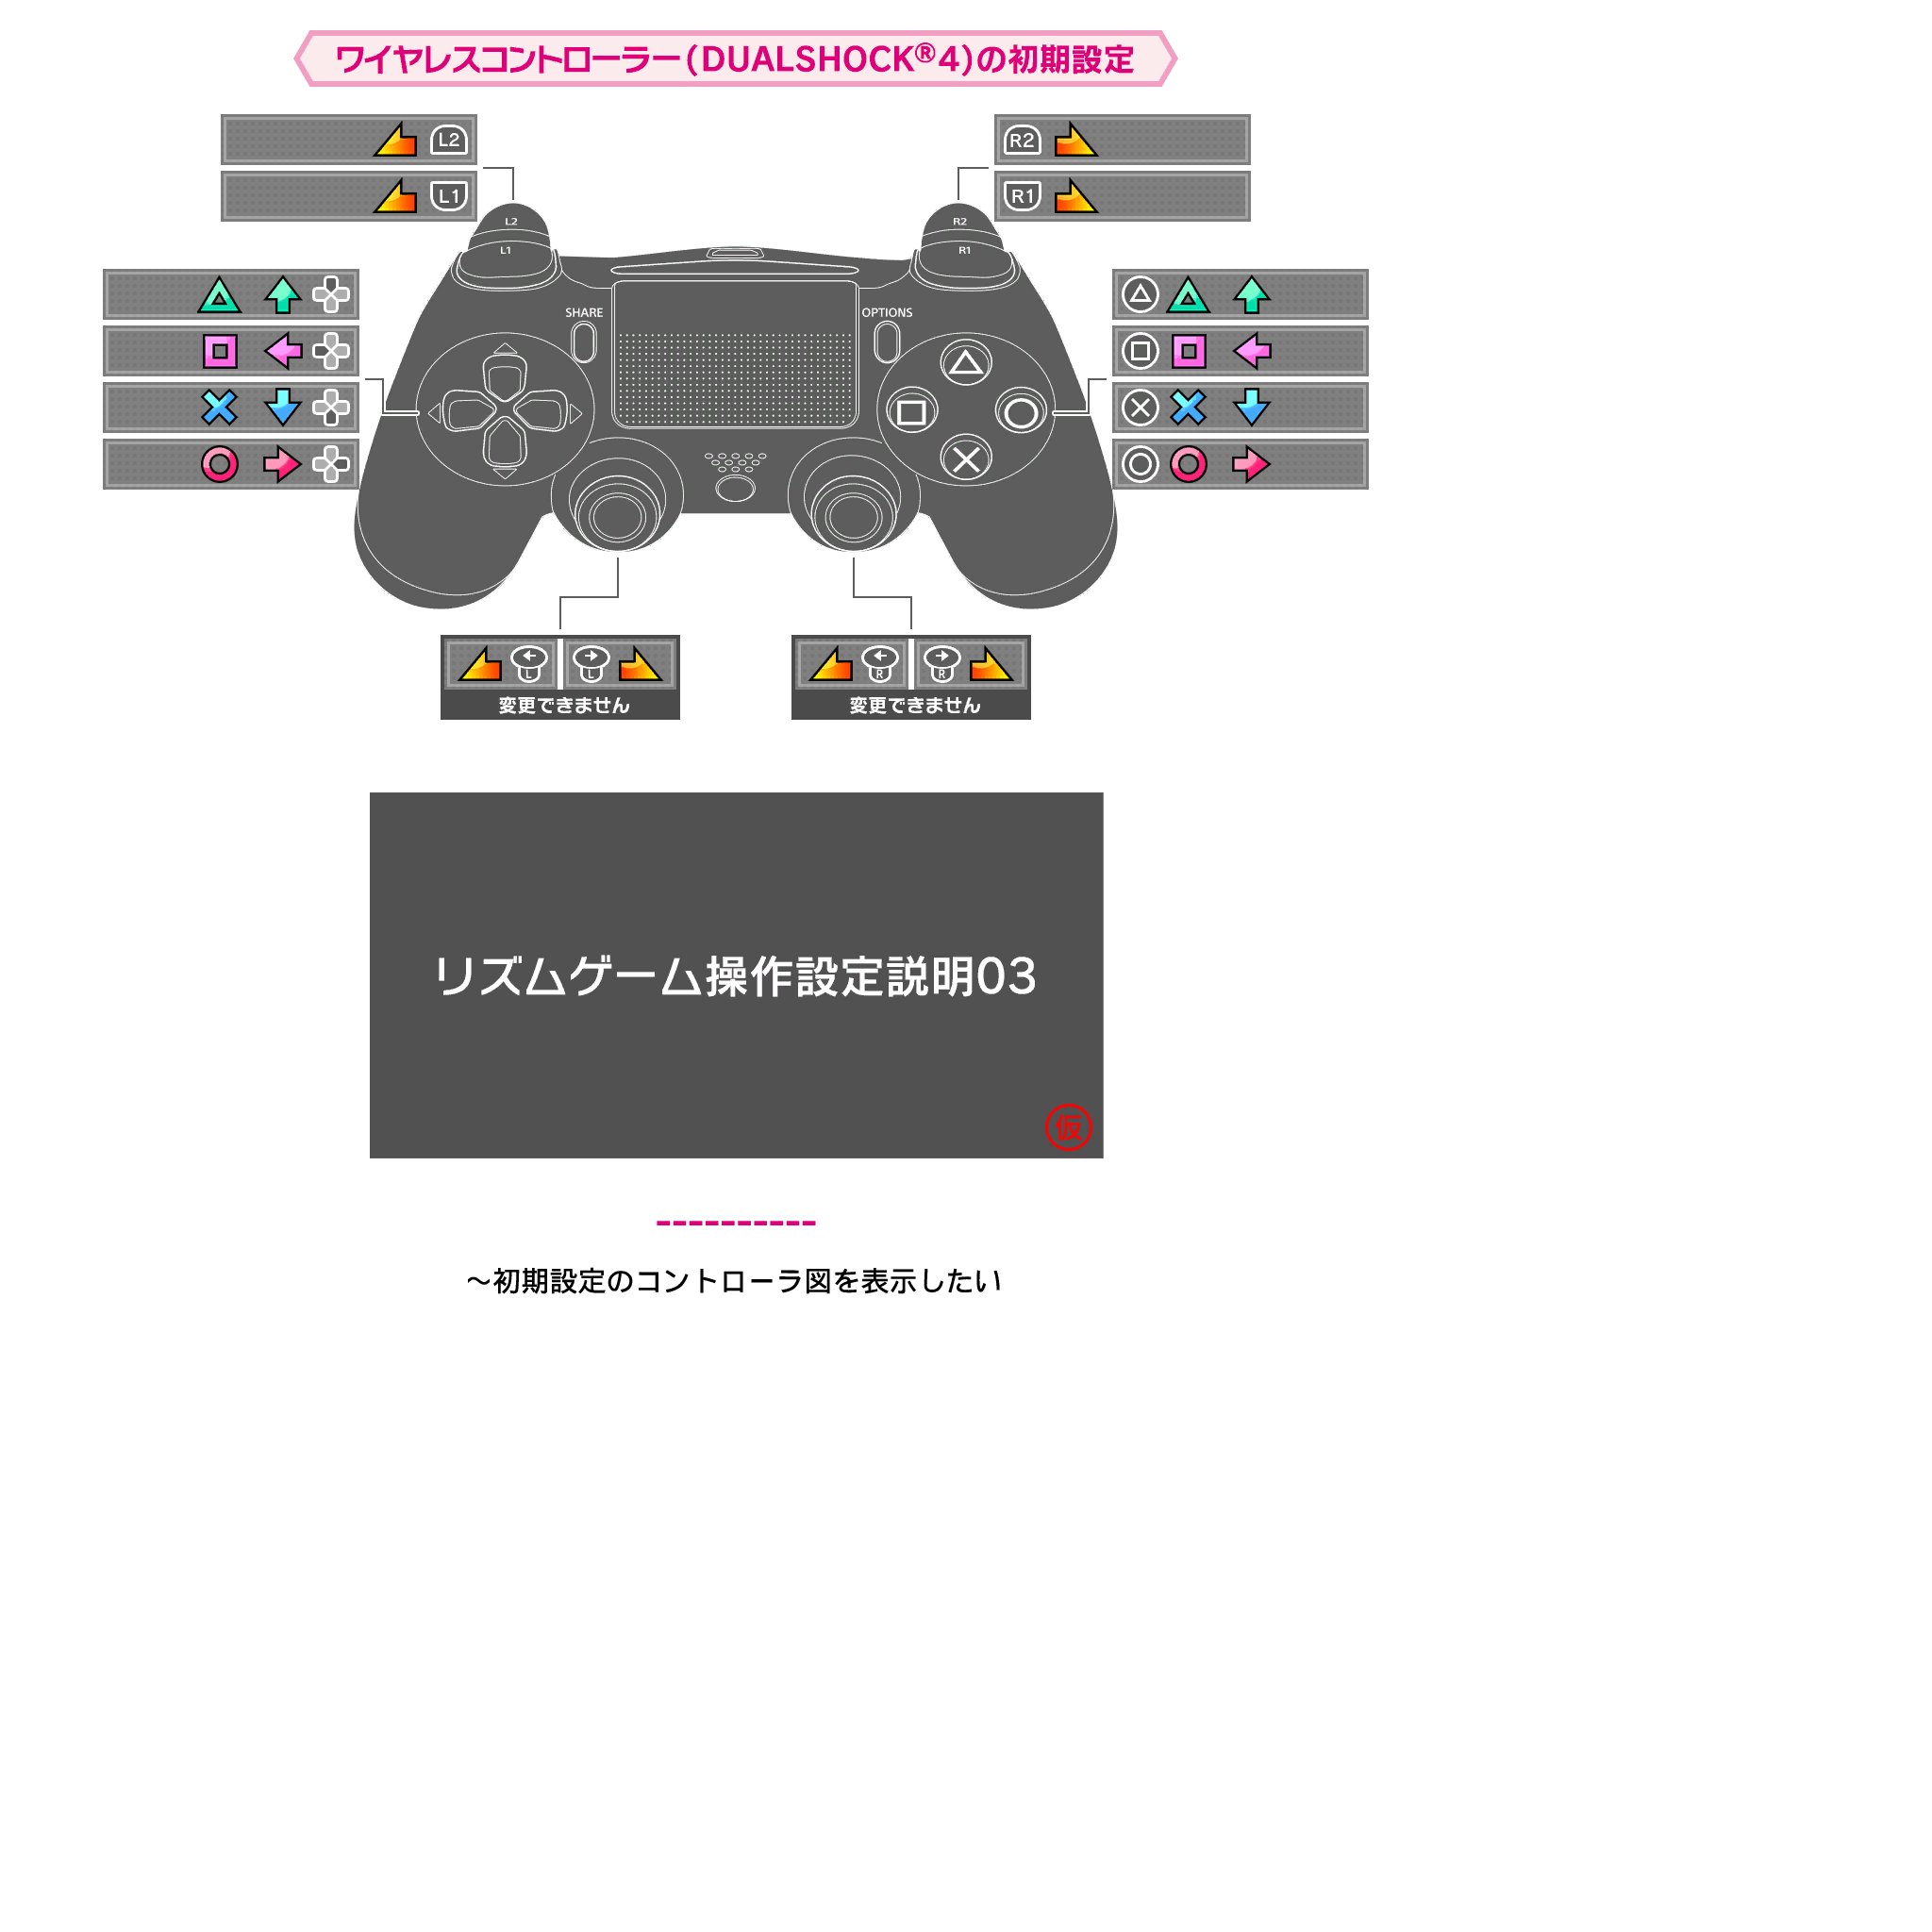 ワイヤレスコントローラー(DUALSHOCK®4)の初期設定
L2
R2
L1
R1
L2
R2
L1
R1
SHARE
OPTIONS
L
L
R
R
変更できません
変更できません
リズムゲーム操作設定説明03
仮
----------
～初期設定のコントローラ図を表示したい